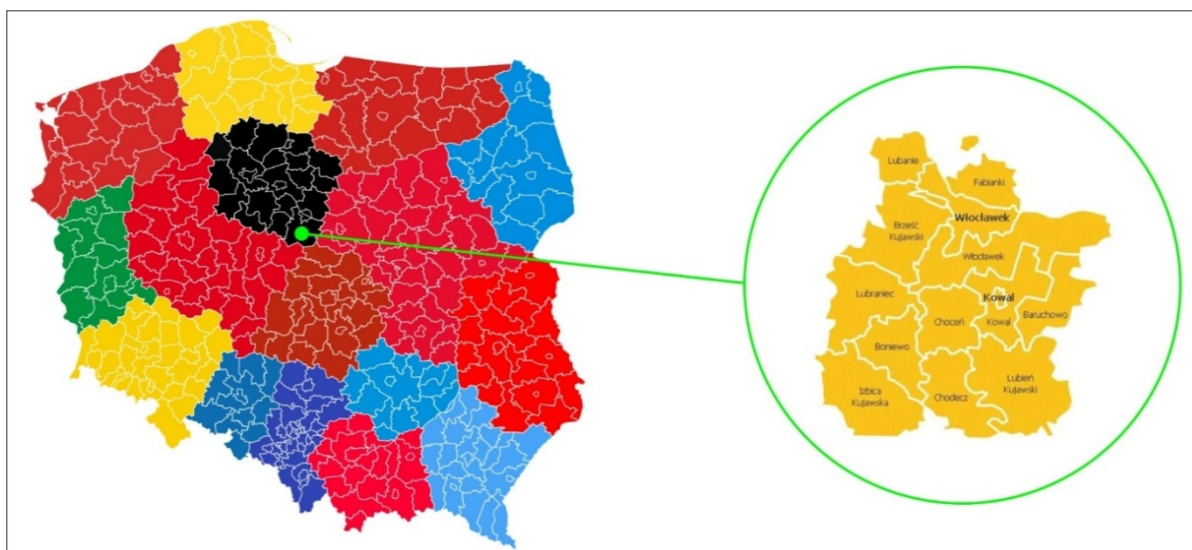 Lubanie
Fabianki
Włocławek
Brześć
Kujawski
Włocławek
Lubraniec
Kowal
Choceń
Kowal
Baruchowo
Boniewo
Izbica
Kujawska
Chodecz
Lubień
Kujawski